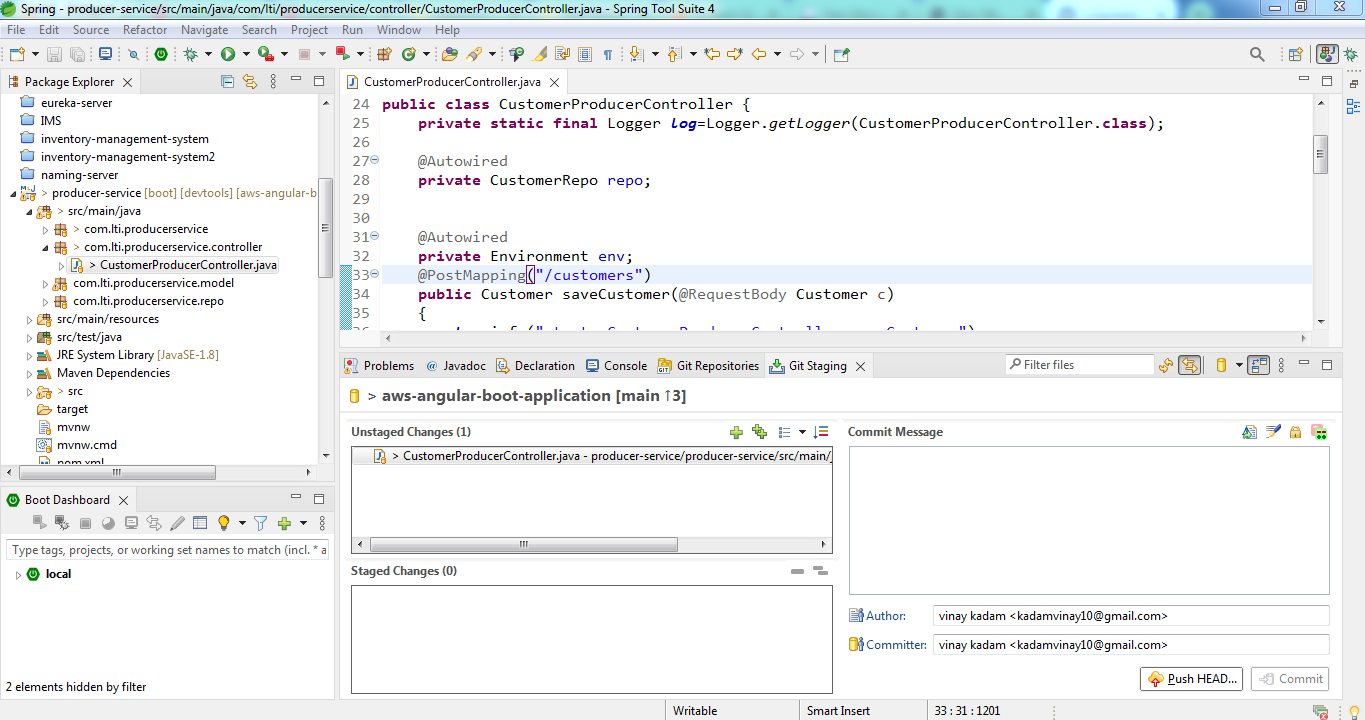 Spring - producer-service/src/main/java/com/lti/producerservice/controller/CustomerProducerController.java - Spring Tool Suite 4
File Edit Source Refactor Navigate Search Project Run Window Help
Package Explorer
eureka-server
IMS
inventory-management-system
inventory-management-system2
naming-server
> producer-service [boot] [devtools] [aws-angular-b
> src/main/java
> com.lti.producerservice
> com.lti.producerservice.controller
> CustomerProducerController.java
com.lti.producerservice.model
com.lti.producerservice.repo
src/main/resources
src/test/java
JRE System Library [JavaSE-1.8]
Maven Dependencies
> src
target
mvnw
mvnw.cmd
pom.xml
CustomerProducerController.java
24 public class CustomerProducerController {
25 private static final Logger log=Logger.getLogger(CustomerProducerController.class);
26
27 @Autowired
28 private CustomerRepo repo;
29
30
31 @Autowired
32 private Environment env;
33 @PostMapping("/customers")
34 public Customer saveCustomer(@RequestBody Customer c)
35 {
Boot Dashboard
Type tags, projects, or working set names to match (incl. * a
local
2 elements hidden by filter
Problems @ Javadoc Declaration Console Git Repositories Git Staging
Filter files
> aws-angular-boot-application [main ↑3]
Unstaged Changes (1)
> CustomerProducerController.java - producer-service/producer-service/src/main/j
Staged Changes (0)
Commit Message
Author: vinay kadam <kadamvinay10@gmail.com>
Committer: vinay kadam <kadamvinay10@gmail.com>
Push HEAD... Commit
Writable Smart Insert 33 : 31 : 1201